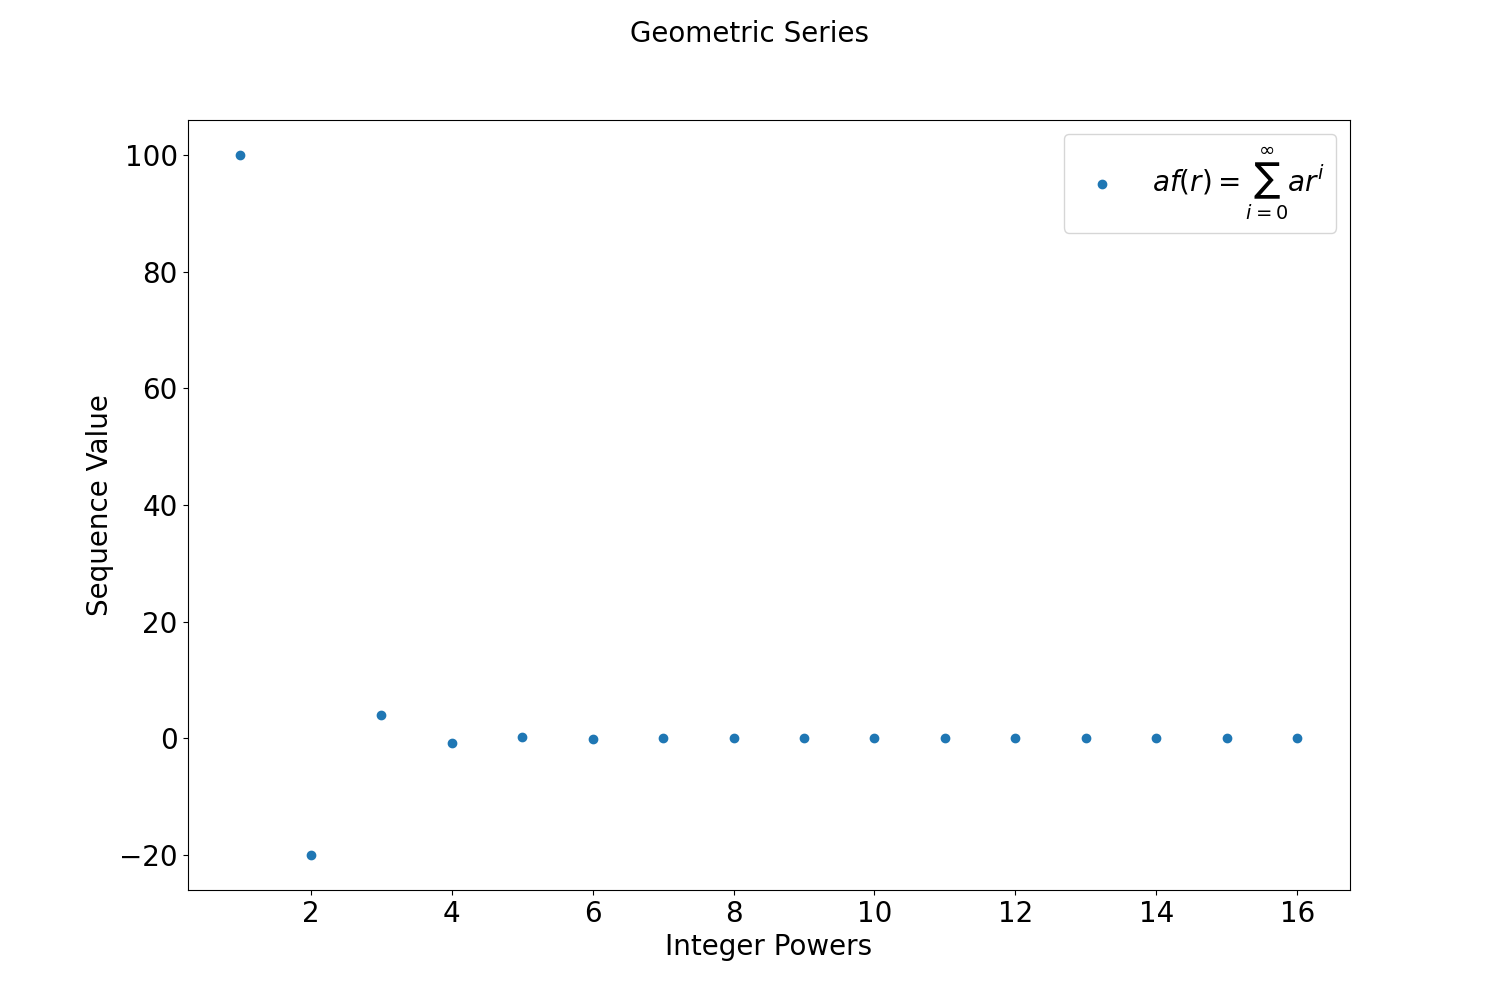 Geometric Series
af(r) = ∑_{i=0}^{∞} ar^i
100
80
60
40
20
0
−20
Sequence Value
2 4 6 8 10 12 14 16
Integer Powers